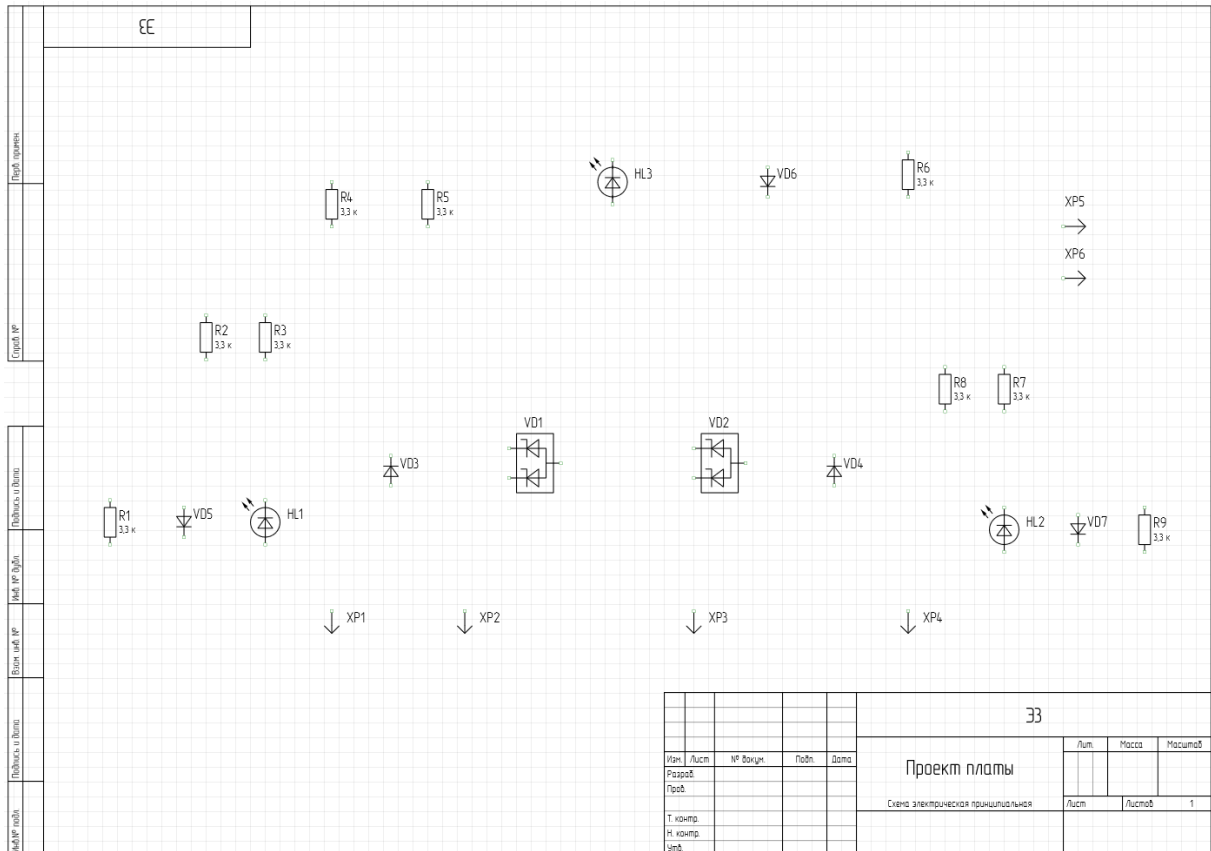 ЭЗ
Перв. примен.
Справ. №
Подпись и дата
Инв. № дубл.
Взам. инв. №
Подпись и дата
Инв. № подл.
HL3
VD6
R6
3,3 к
R4
3,3 к
R5
3,3 к
XP5
XP6
R2
3,3 к
R3
3,3 к
R8
3,3 к
R7
3,3 к
VD1
VD2
VD3
VD4
R1
3,3 к
VD5
HL1
HL2
VD7
R9
3,3 к
XP1
XP2
XP3
XP4
ЭЗ
Изм. Лист № докум. Подп. Дата
Разраб.
Пров.
Т. контр.
Н. контр.
Утв.
Проект платы
Схема электрическая принципиальная
Лит. Масса Масштаб
Лист Листов 1